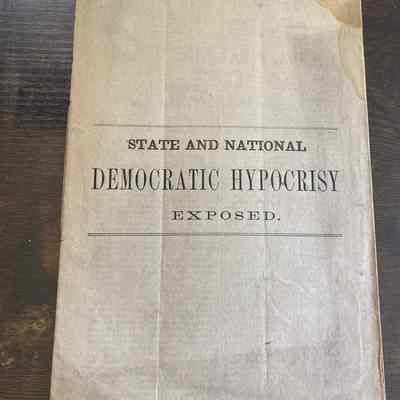 STATE AND NATIONAL
DEMOCRATIC HYPOCRISY
EXPOSED.